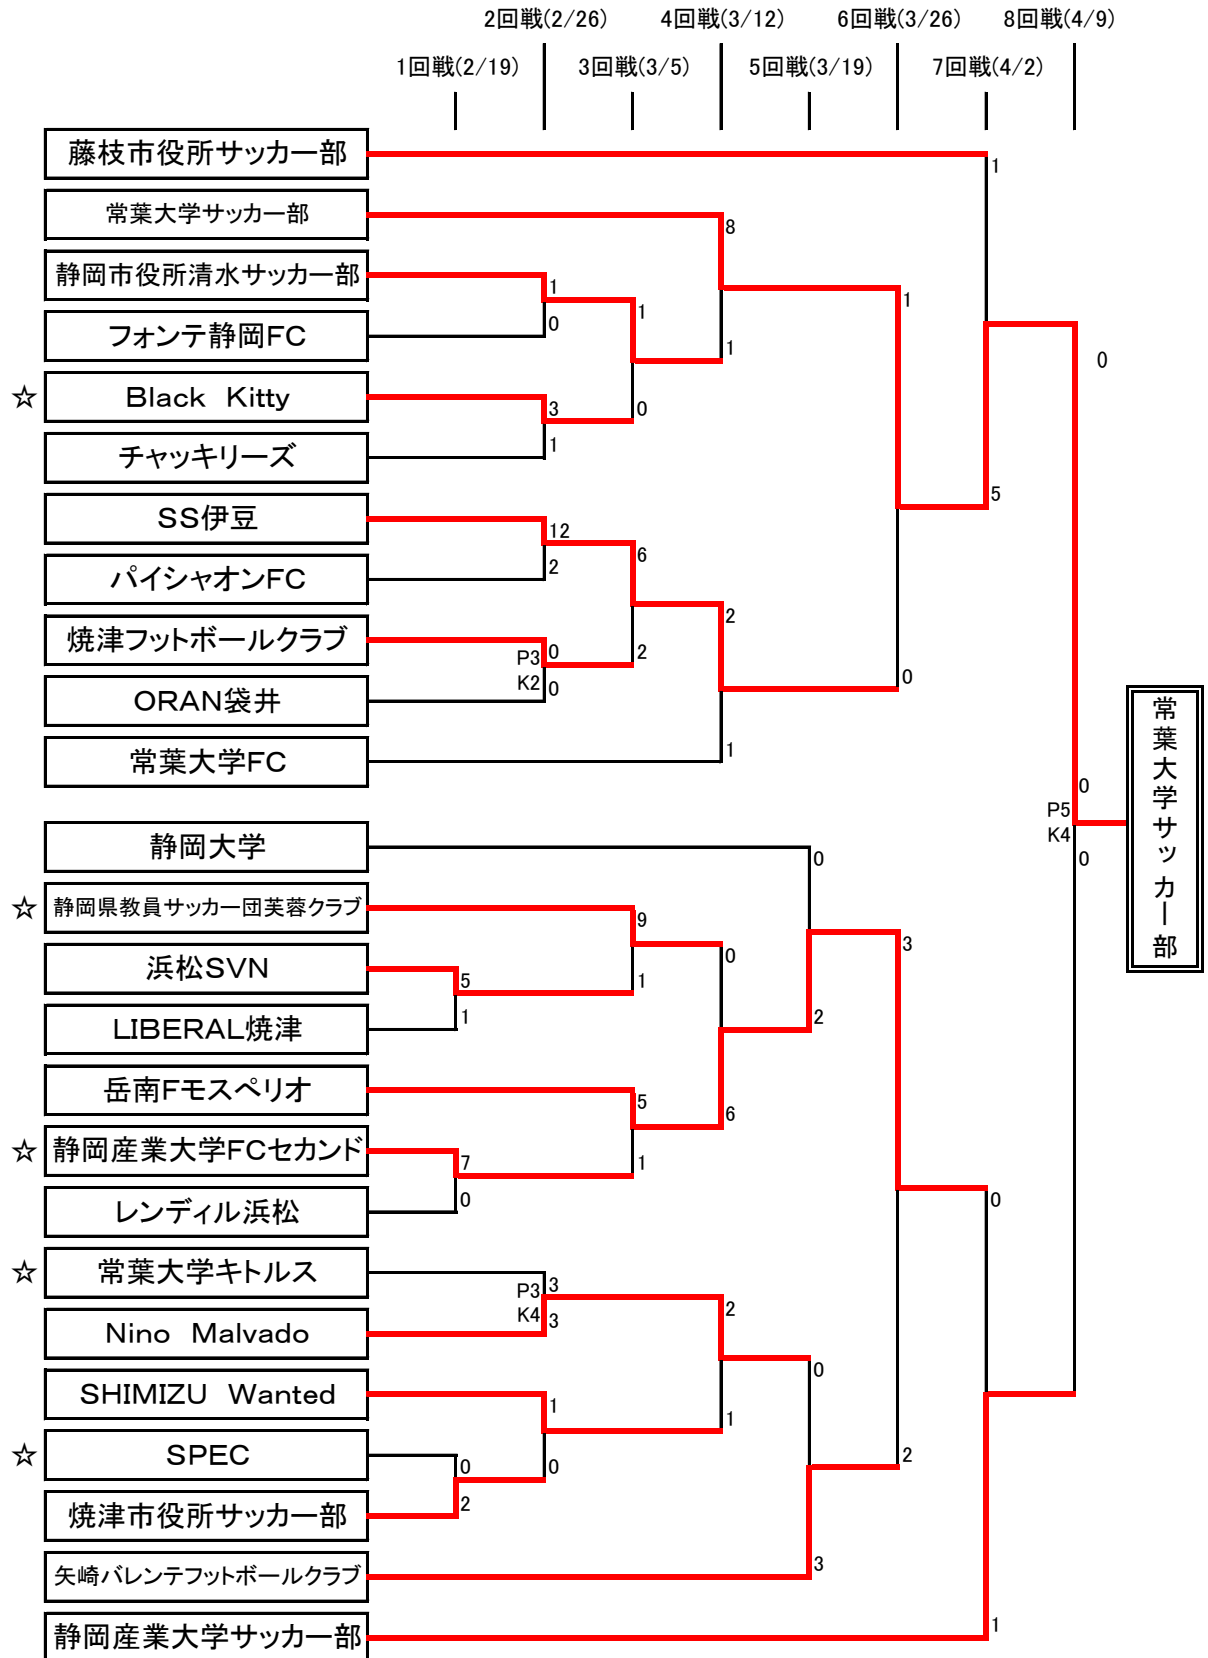 2回戦(2/26)
4回戦(3/12)
6回戦(3/26)
8回戦(4/9)
1回戦(2/19)
3回戦(3/5)
5回戦(3/19)
7回戦(4/2)
藤枝市役所サッカー部
1
常葉大学サッカー部
8
静岡市役所清水サッカー部
1
1
1
フォンテ静岡FC
0
1
0
☆ Black Kitty
3
0
チャッキリーズ
1
5
SS伊豆
12
6
パイシャオンFC
2
2
焼津フットボールクラブ
P3 0
2
0
K2 0
ORAN袋井
常葉大学FC
1
0
P5
K4
0
常葉大学サッカー部
静岡大学
0
☆ 静岡県教員サッカー団芙蓉クラブ
9
3
0
浜松SVN
5
1
LIBERAL焼津
1
2
岳南Fモスペリオ
5
6
☆ 静岡産業大学FCセカンド
7
1
レンディル浜松
0
0
☆ 常葉大学キトルス
P3 3
K4 3
2
Nino Malvado
0
SHIMIZU Wanted
1
1
☆ SPEC
0
0
2
焼津市役所サッカー部
2
矢崎バレンテフットボールクラブ
3
静岡産業大学サッカー部
1